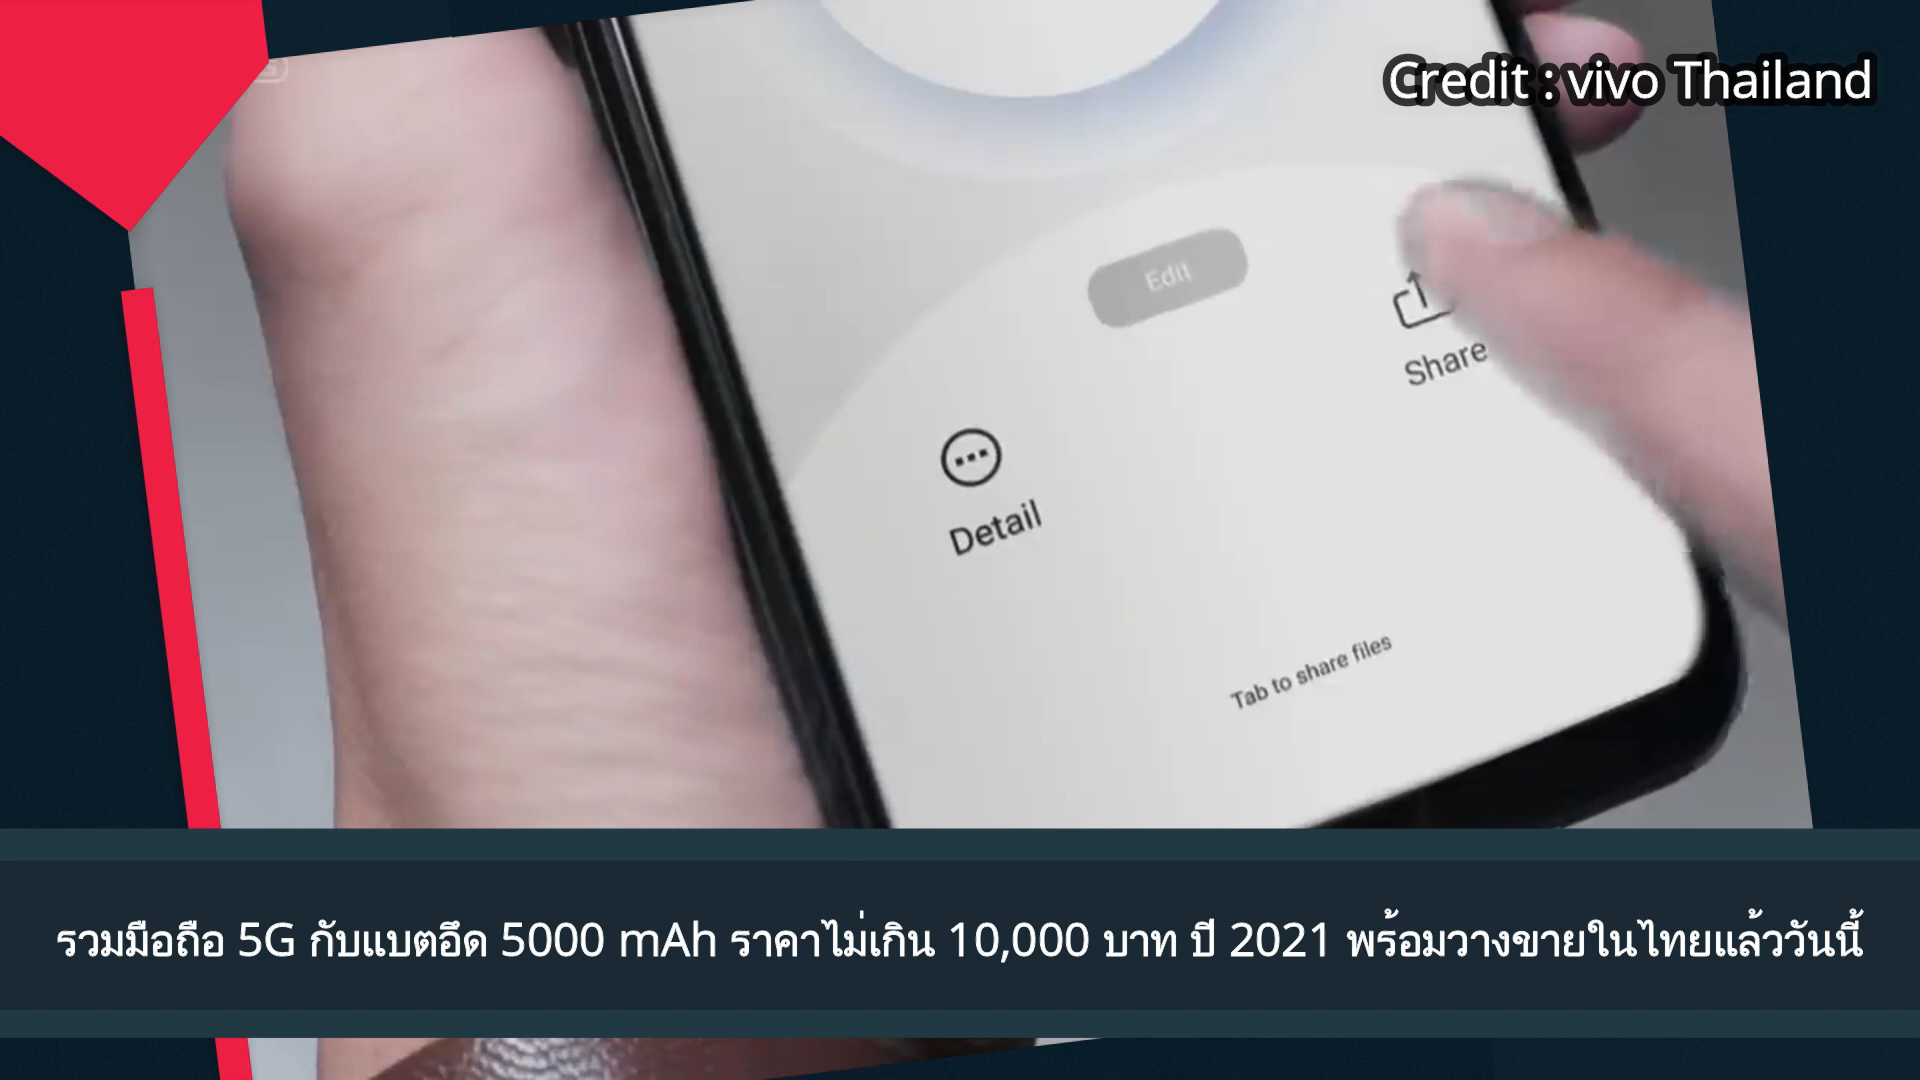 Credit : vivo Thailand
Edit
Share
Detail
Tab to share files
รวมมือถือ 5G กับแบตอึด 5000 mAh ราคาไม่เกิน 10,000 บาท ปี 2021 พร้อมวางขายในไทยแล้ววันนี้